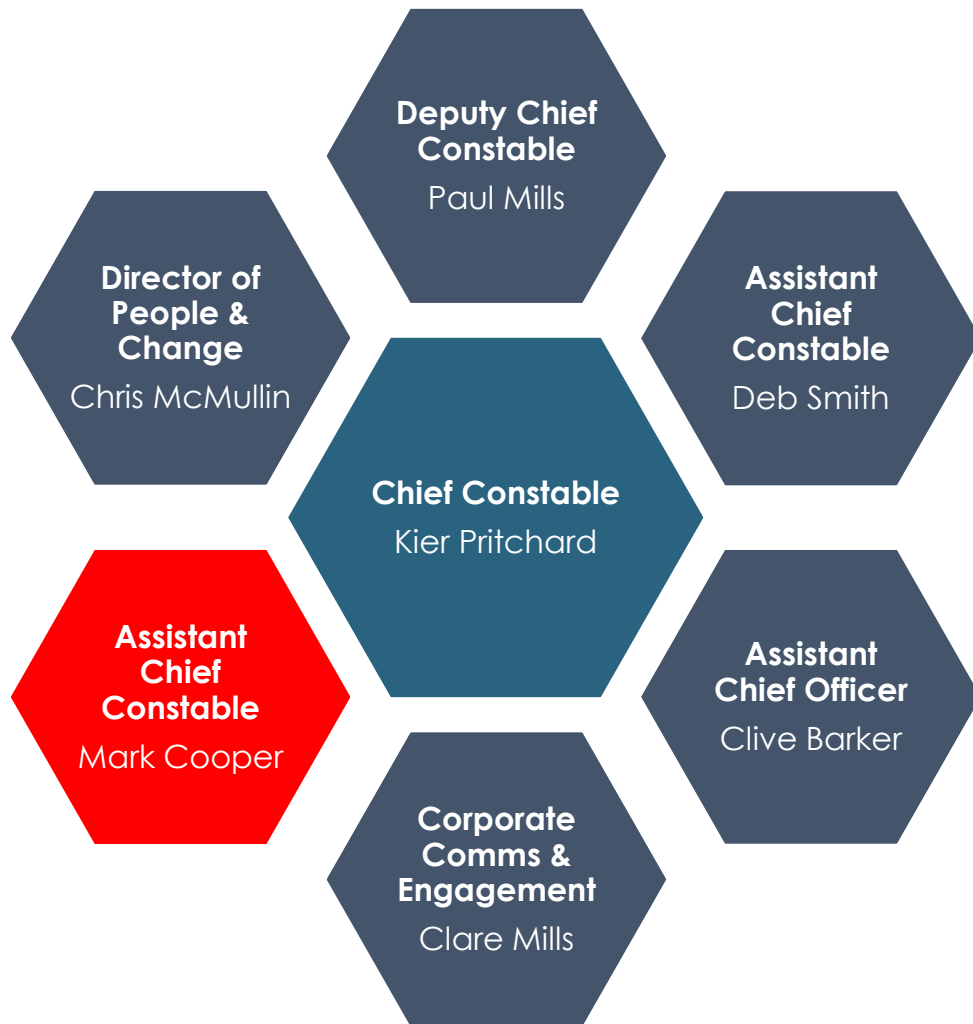 Deputy Chief
Constable
Paul Mills
Director of
People &
Change
Chris McMullin
Assistant
Chief
Constable
Deb Smith
Chief Constable
Kier Pritchard
Assistant
Chief
Constable
Mark Cooper
Assistant
Chief Officer
Clive Barker
Corporate
Comms &
Engagement
Clare Mills